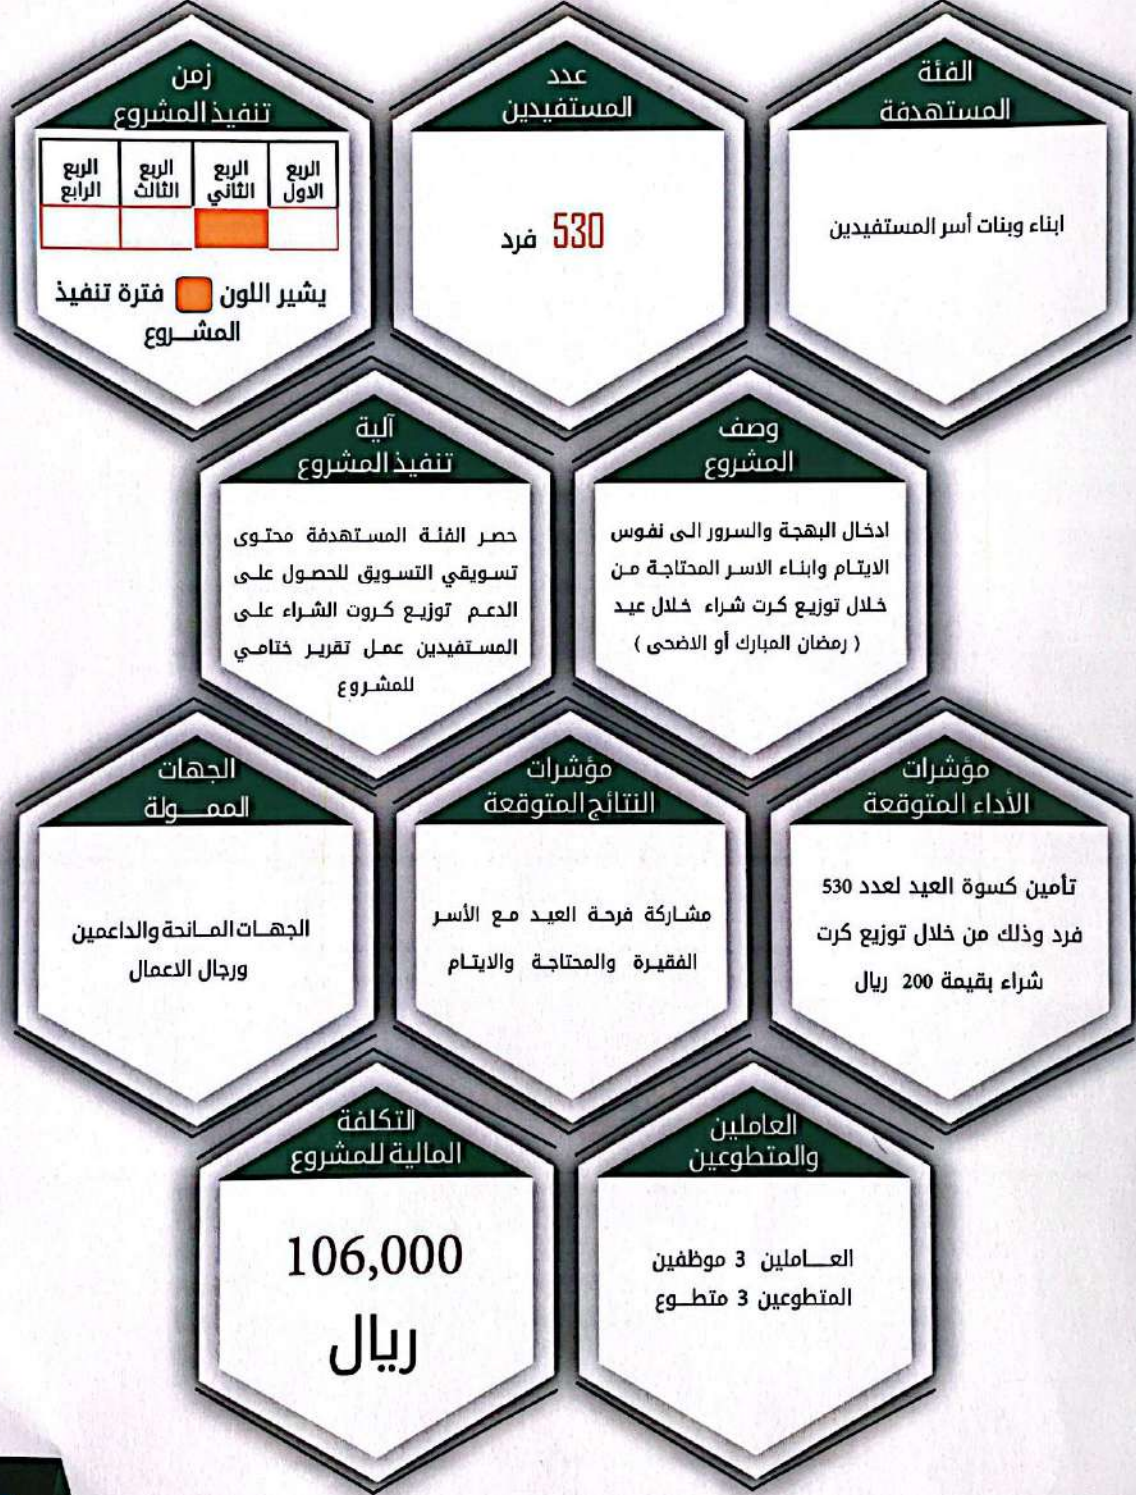 الفئة
المستهدفة
ابناء وبنات أسر المستفيدين
عدد
المستفيدين
530 فرد
زمن
تنفيذ المشروع
الربع الاول
الربع الثاني
الربع الثالث
الربع الرابع
يشير اللون فترة تنفيذ
المشـــروع
وصف
المشروع
ادخال البهجة والسرور الى نفوس
الايتام وابناء الاسر المحتاجة من
خلال توزيع كرت شراء خلال عيد
( رمضان المبارك أو الاضحى )
آلية
تنفيذ المشروع
حصر الفئة المستهدفة محتوى
تسويقي التسويق للحصول على
الدعم توزيع كروت الشراء على
المستفيدين عمل تقرير ختامي
للمشروع
مؤشرات
الأداء المتوقعة
تأمين كسوة العيد لعدد 530
فرد وذلك من خلال توزيع كرت
شراء بقيمة 200 ريال
مؤشرات
النتائج المتوقعة
مشاركة فرحة العيد مع الأسر
الفقيرة والمحتاجة والايتام
الجهات
الممـــولة
الجهــات المــانحة والداعمين
ورجال الاعمال
العاملين
والمتطوعين
العـــاملين 3 موظفين
المتطوعين 3 متطــوع
التكلفة
المالية للمشروع
106,000
ريال